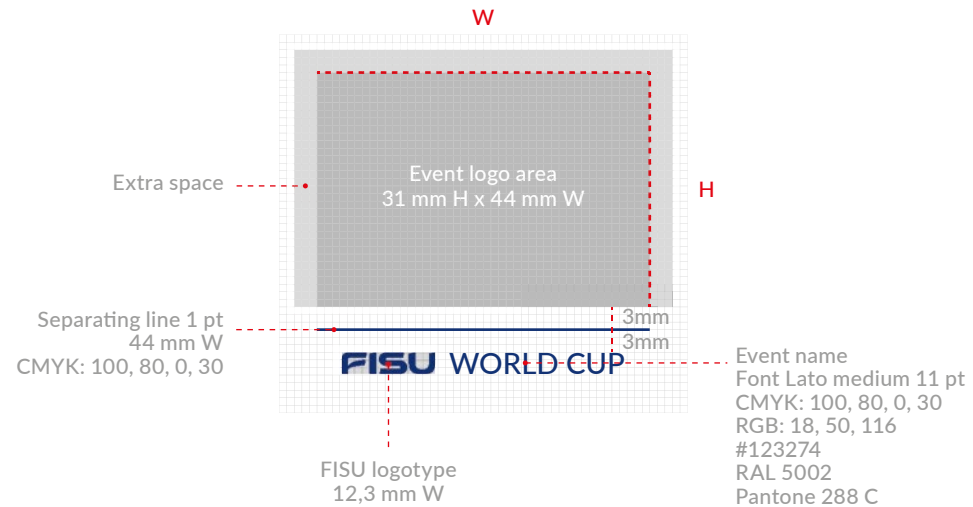 W
Event logo area
31 mm H x 44 mm W
Extra space
H
3mm
Separating line 1 pt
44 mm W
CMYK: 100, 80, 0, 30
3mm
FISU WORLD CUP
Event name
Font Lato medium 11 pt
CMYK: 100, 80, 0, 30
RGB: 18, 50, 116
#123274
RAL 5002
Pantone 288 C
FISU logotype
12,3 mm W